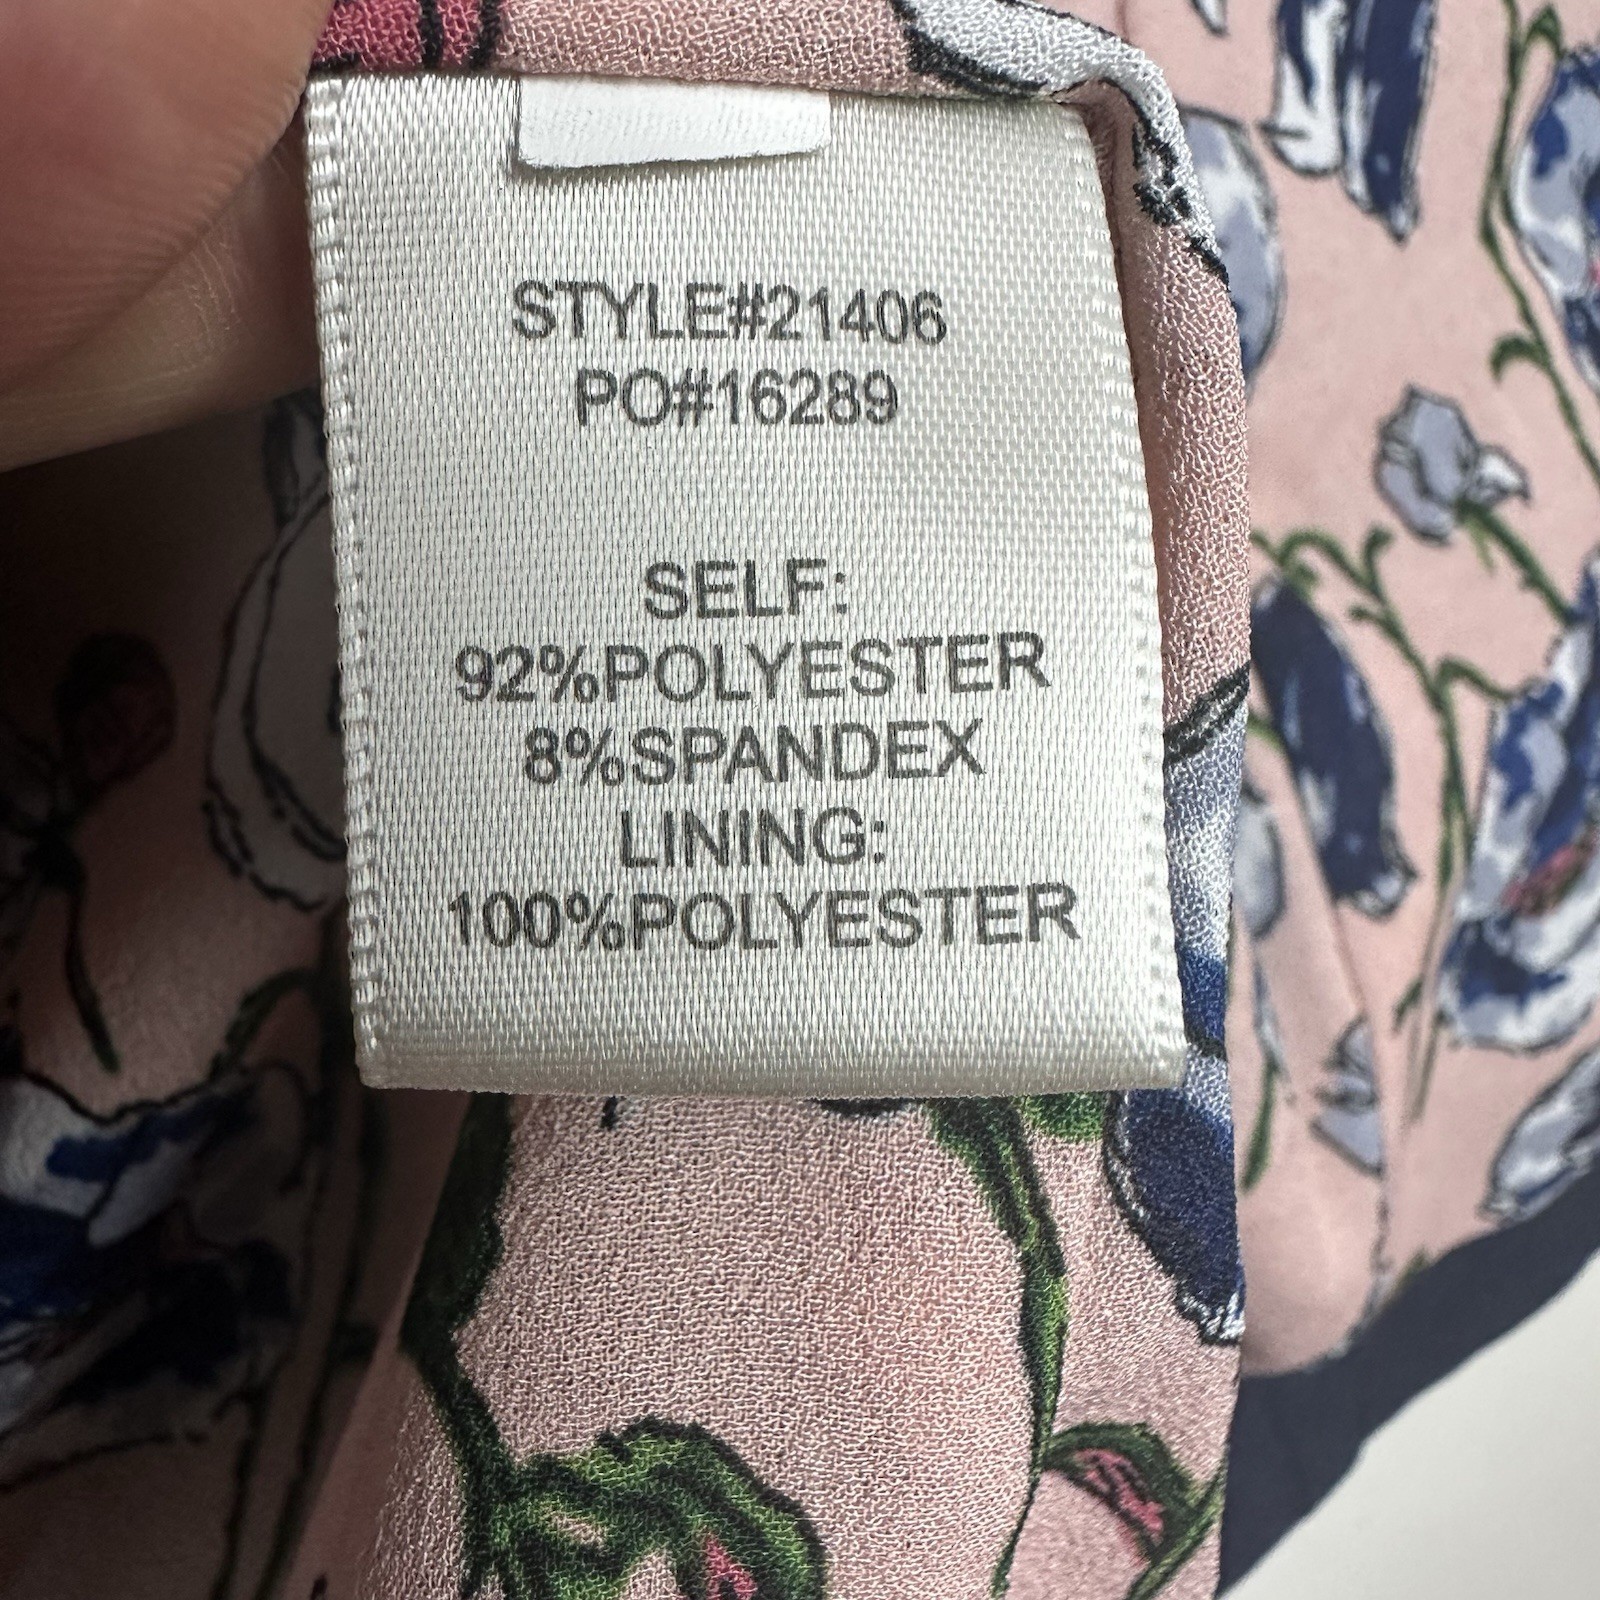 STYLE#21406
PO#16289
SELF:
92%POLYESTER
8%SPANDEX
LINING:
100%POLYESTER